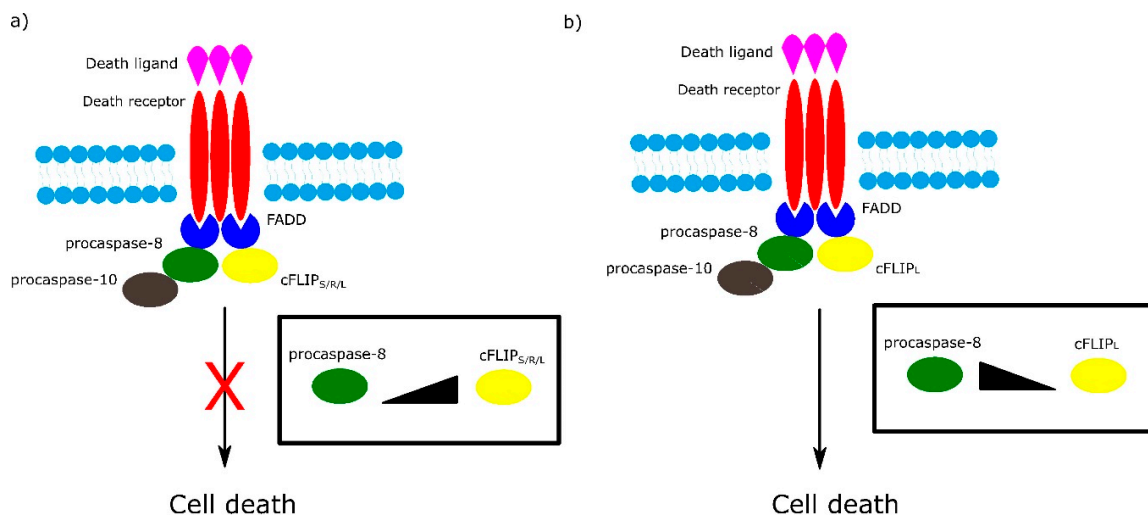 a)
Death ligand
Death receptor
FADD
procaspase-8
procaspase-10
cFLIPS/R/L
procaspase-8
cFLIPS/R/L
X
Cell death
b)
Death ligand
Death receptor
FADD
procaspase-8
procaspase-10
cFLIPL
procaspase-8
cFLIPL
Cell death